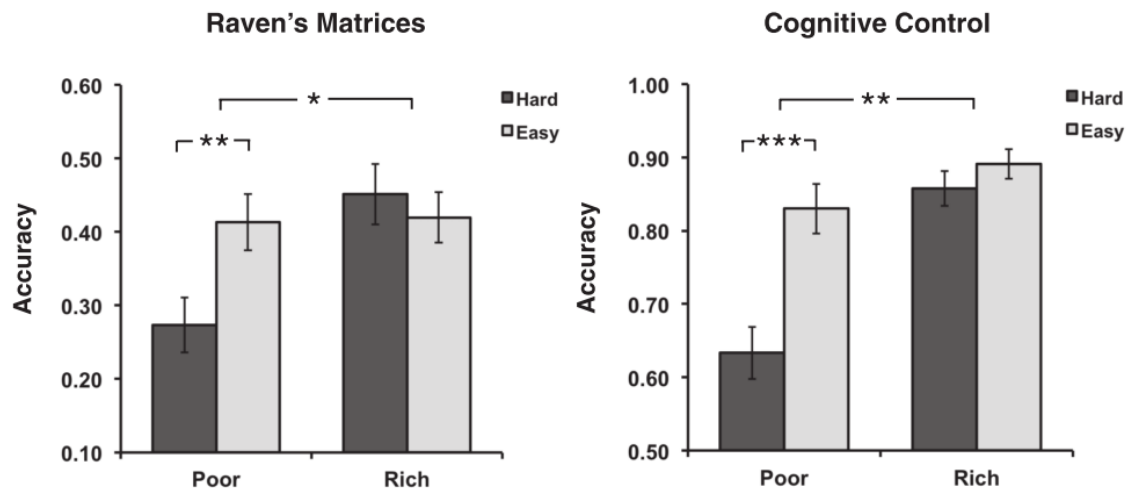 Raven's Matrices
Accuracy
0.60
0.50
0.40
0.30
0.20
0.10
*
**
Hard
Easy
Poor
Rich
Cognitive Control
Accuracy
1.00
0.90
0.80
0.70
0.60
0.50
**
***
Hard
Easy
Poor
Rich